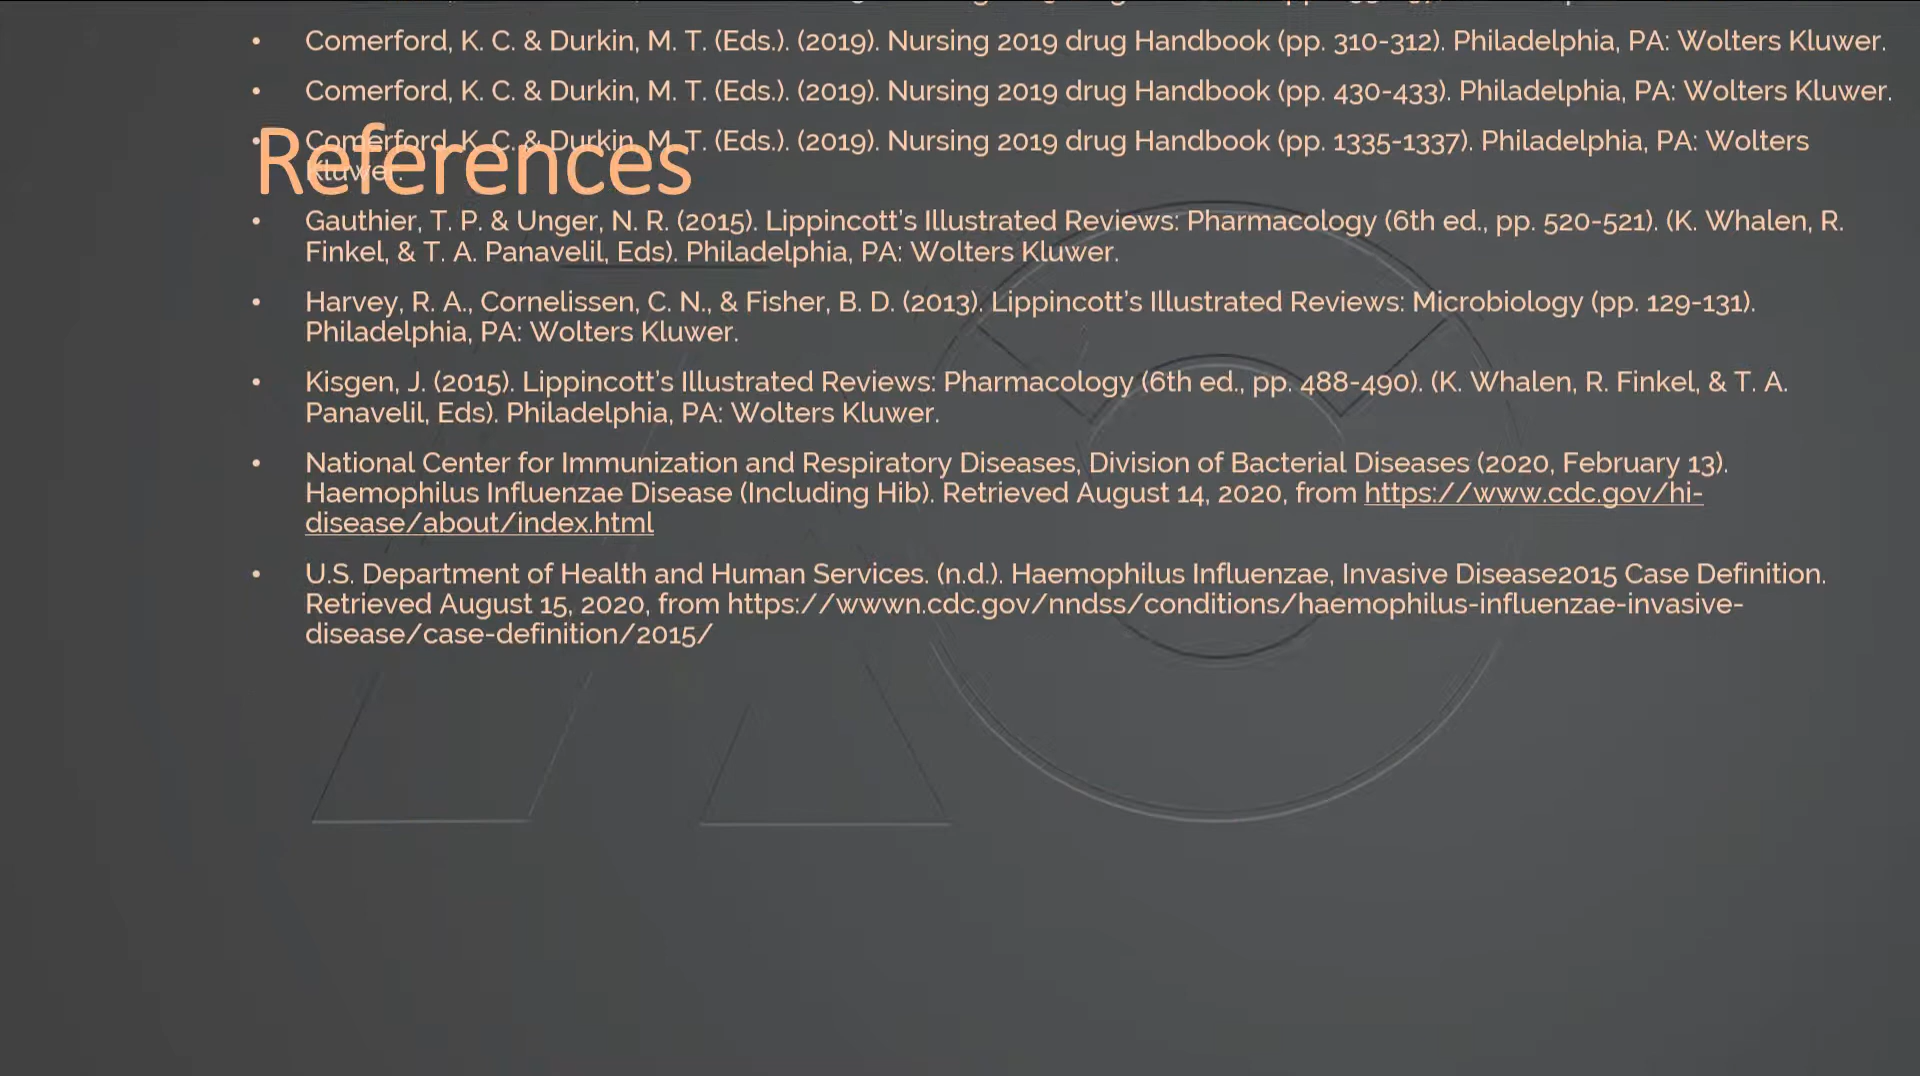 • Comerford, K. C. & Durkin, M. T. (Eds.). (2019). Nursing 2019 drug Handbook (pp. 310-312). Philadelphia, PA: Wolters Kluwer.
• Comerford, K. C. & Durkin, M. T. (Eds.). (2019). Nursing 2019 drug Handbook (pp. 430-433). Philadelphia, PA: Wolters Kluwer.
• Comerford, K. C. & Durkin, M. T. (Eds.). (2019). Nursing 2019 drug Handbook (pp. 1335-1337). Philadelphia, PA: Wolters
Kluwer.
References
• Gauthier, T. P. & Unger, N. R. (2015). Lippincott’s Illustrated Reviews: Pharmacology (6th ed., pp. 520-521). (K. Whalen, R.
Finkel, & T. A. Panavelil, Eds). Philadelphia, PA: Wolters Kluwer.
• Harvey, R. A., Cornelissen, C. N., & Fisher, B. D. (2013). Lippincott’s Illustrated Reviews: Microbiology (pp. 129-131).
Philadelphia, PA: Wolters Kluwer.
• Kisgen, J. (2015). Lippincott’s Illustrated Reviews: Pharmacology (6th ed., pp. 488-490). (K. Whalen, R. Finkel, & T. A.
Panavelil, Eds). Philadelphia, PA: Wolters Kluwer.
• National Center for Immunization and Respiratory Diseases, Division of Bacterial Diseases (2020, February 13).
Haemophilus Influenzae Disease (Including Hib). Retrieved August 14, 2020, from https://www.cdc.gov/hi-
disease/about/index.html
• U.S. Department of Health and Human Services. (n.d.). Haemophilus Influenzae, Invasive Disease2015 Case Definition.
Retrieved August 15, 2020, from https://wwwn.cdc.gov/nndss/conditions/haemophilus-influenzae-invasive-
disease/case-definition/2015/